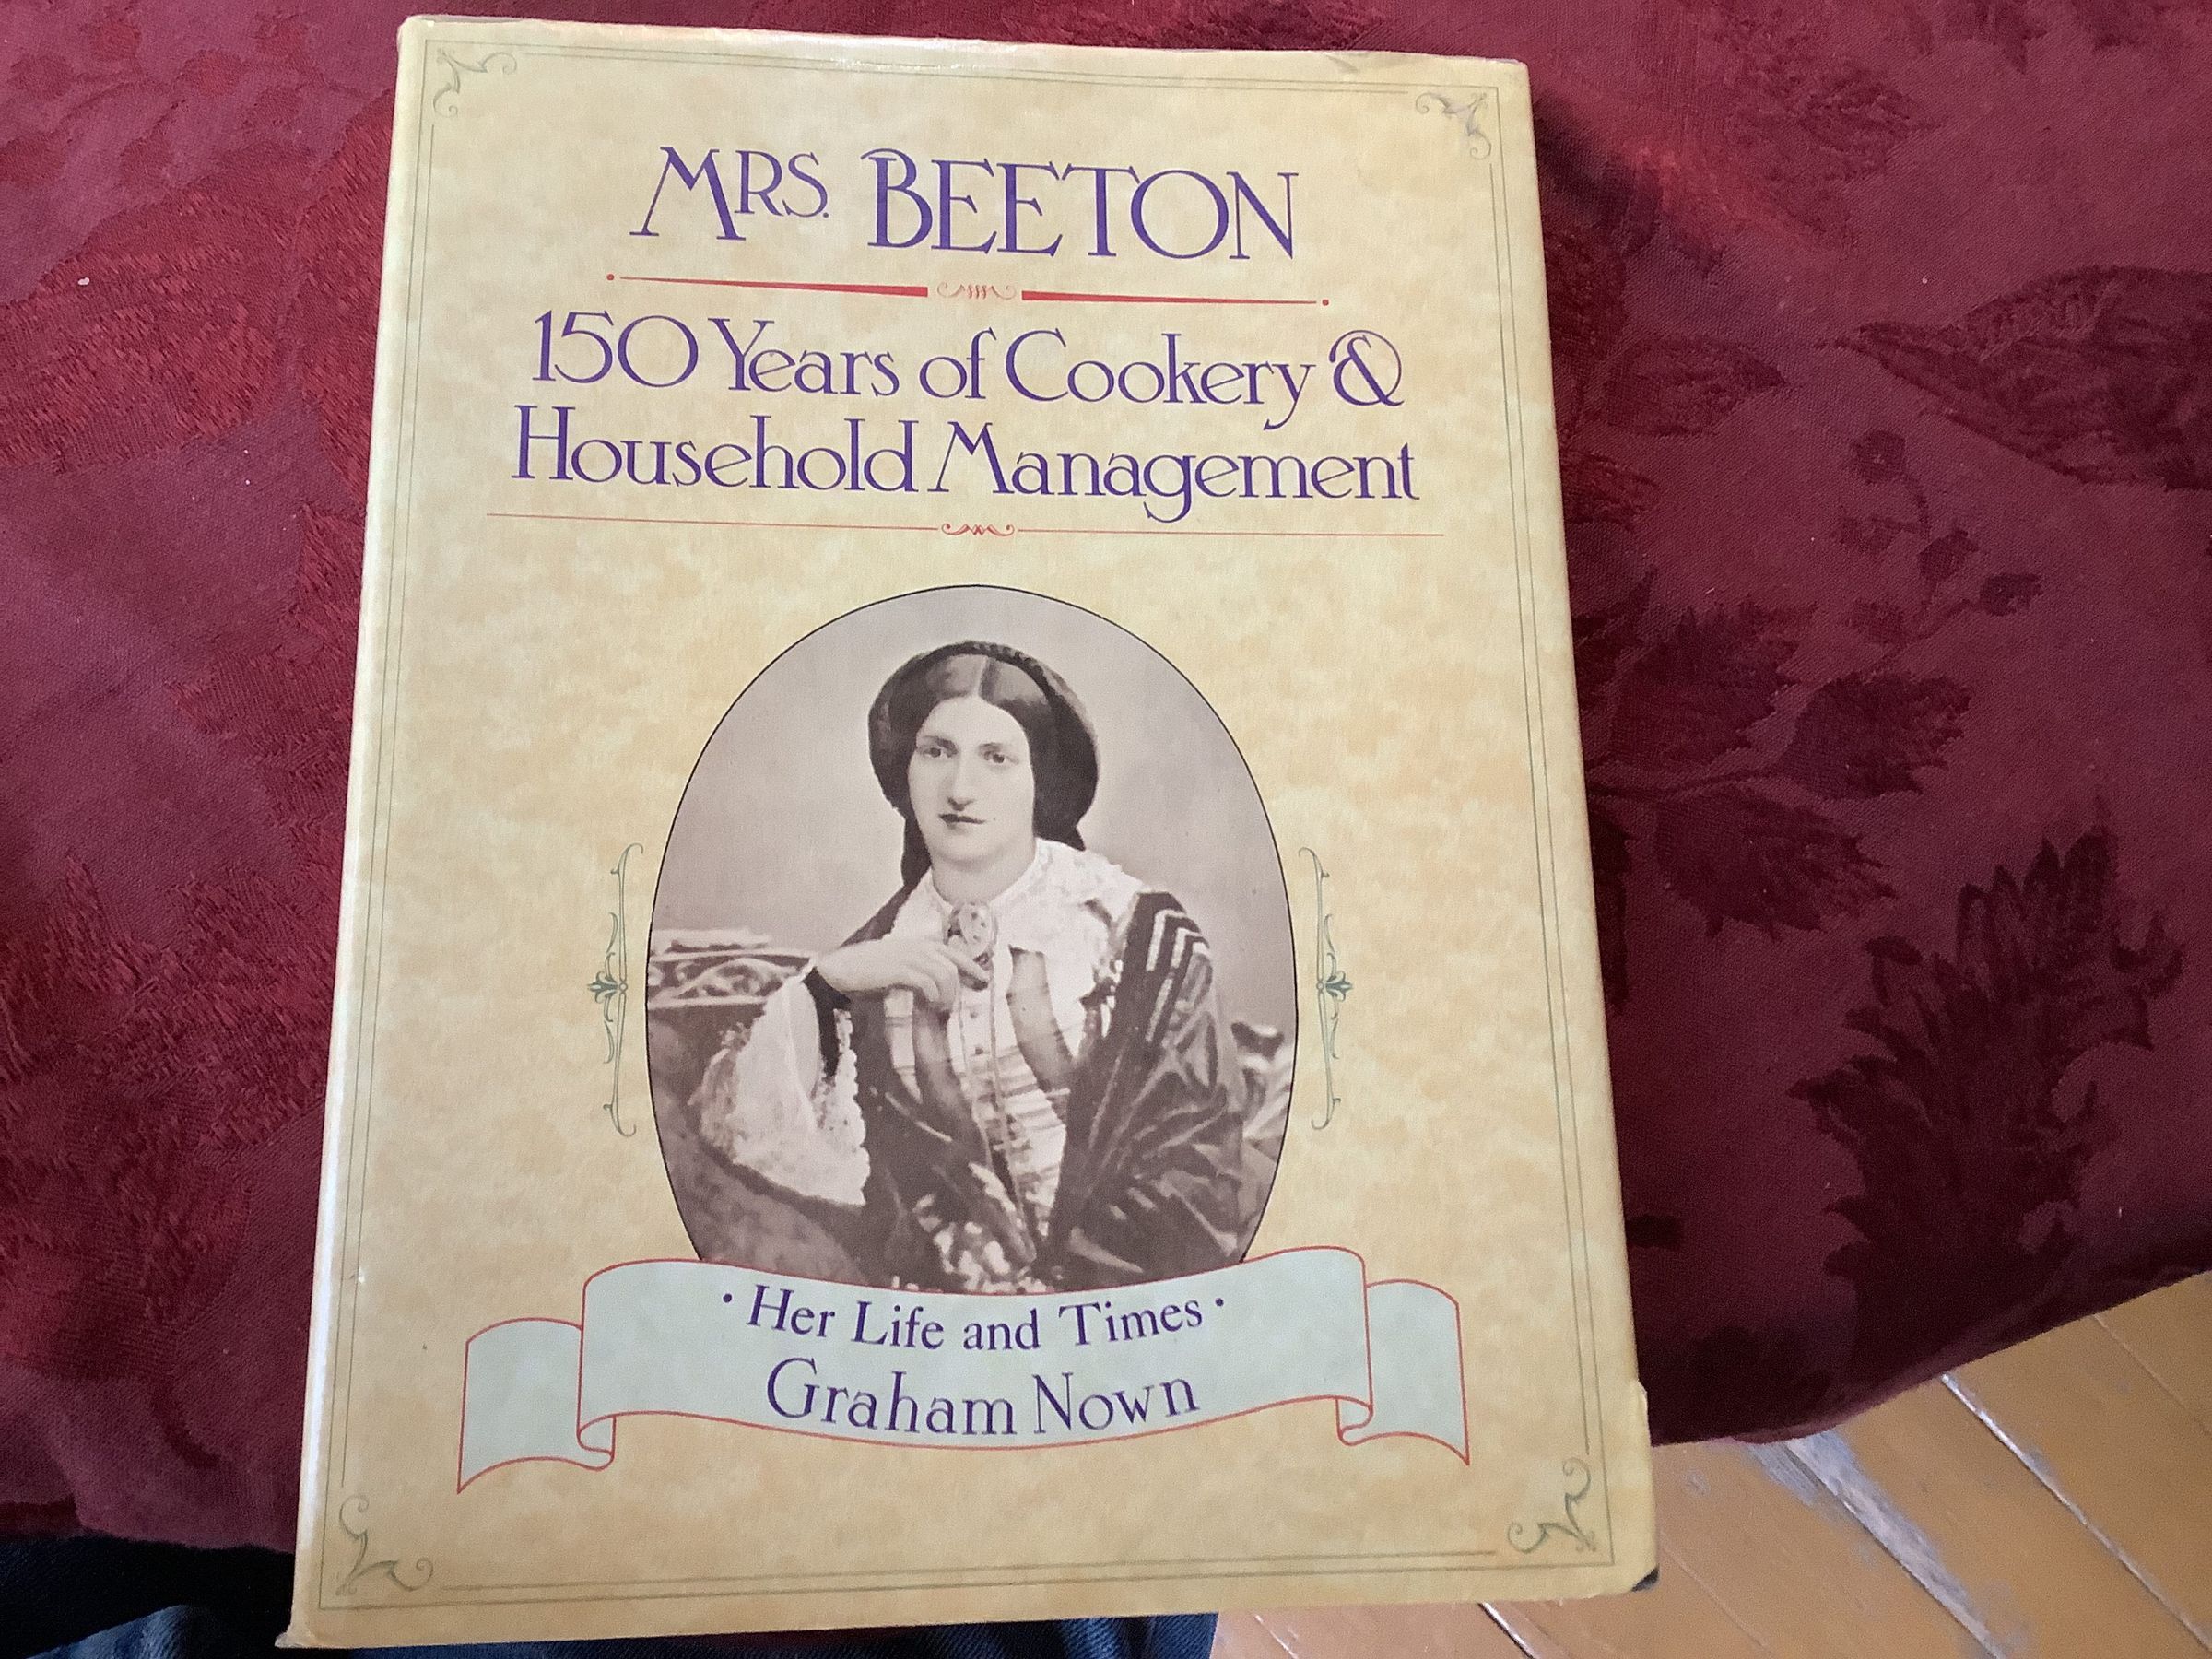 MRS. BEETON
150 Years of Cookery &
Household Management
· Her Life and Times ·
Graham Nown